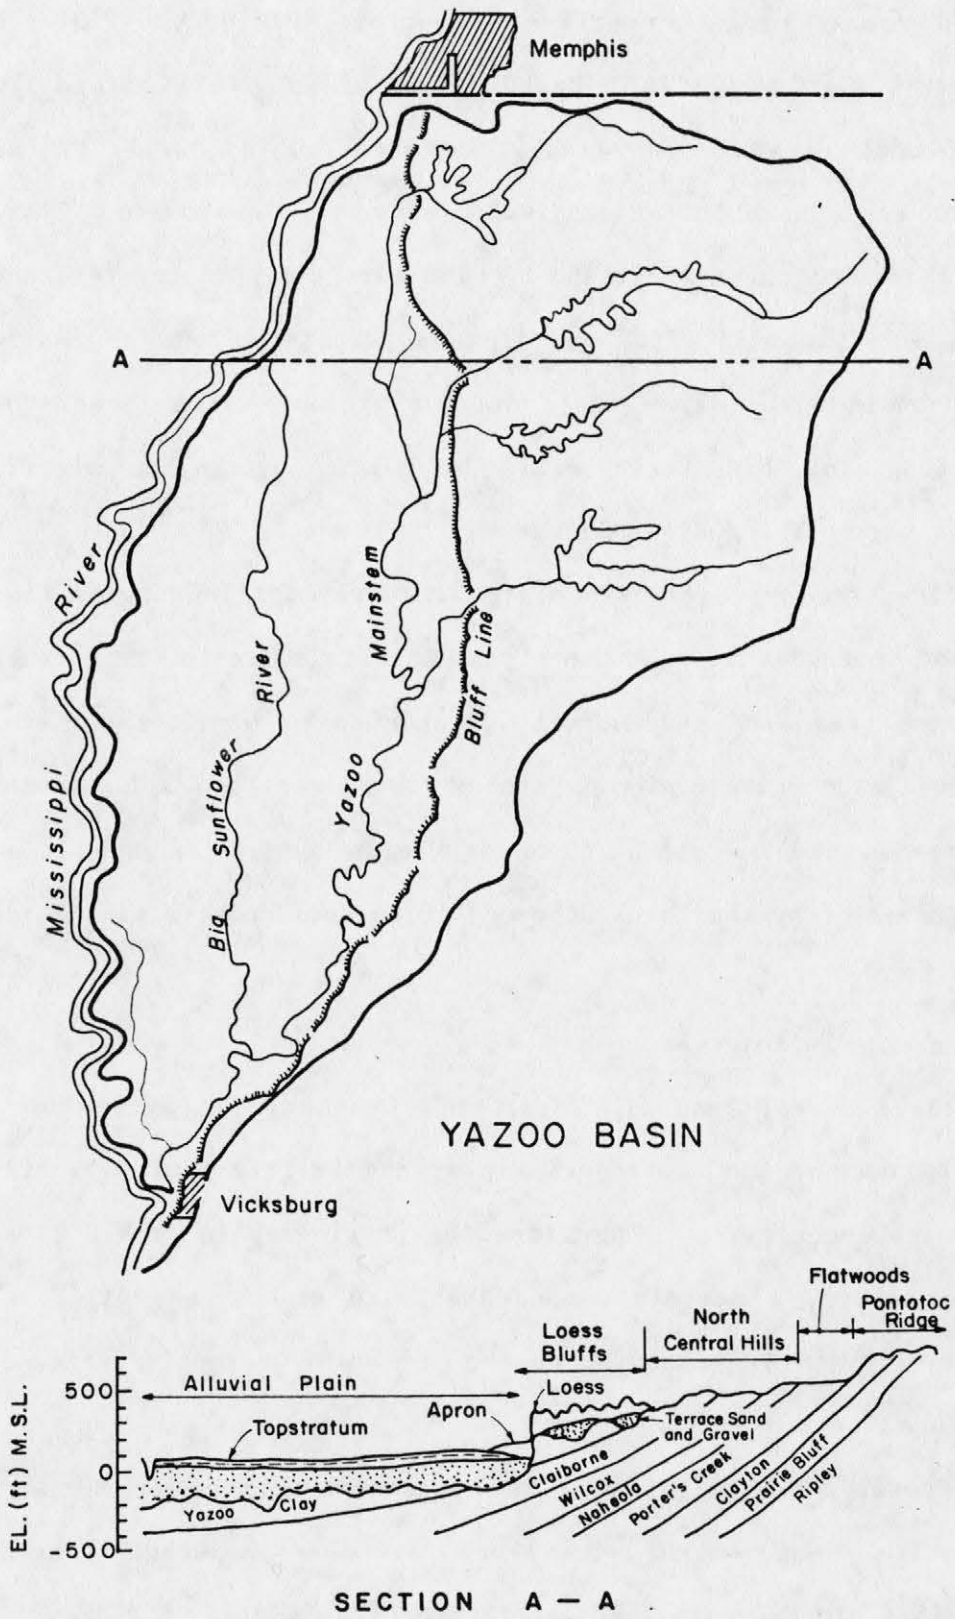 Memphis
A
A
Mississippi River
Big Sunflower River
Yazoo Mainstem
Bluff Line
YAZOO BASIN
Vicksburg
Flatwoods
Pontotoc
Ridge
North
Central Hills
Loess
Bluffs
EL. (ft) M.S.L.
500
0
-500
Alluvial Plain
Loess
Apron
Topstratum
Terrace Sand
and Gravel
Yazoo Clay
Claiborne
Wilcox
Naheola
Porter's Creek
Clayton
Prairie Bluff
Ripley
SECTION A — A